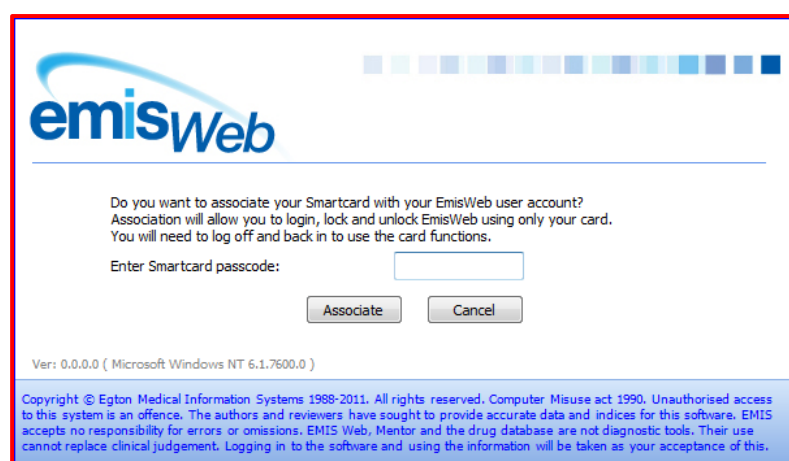 emisWeb
Do you want to associate your Smartcard with your EmisWeb user account?
Association will allow you to login, lock and unlock EmisWeb using only your card.
You will need to log off and back in to use the card functions.
Enter Smartcard passcode:
Associate Cancel
Ver: 0.0.0.0 ( Microsoft Windows NT 6.1.7600.0 )
Copyright © Egton Medical Information Systems 1988-2011. All rights reserved. Computer Misuse act 1990. Unauthorised access
to this system is an offence. The authors and reviewers have sought to provide accurate data and indices for this software. EMIS
accepts no responsibility for errors or omissions. EMIS Web, Mentor and the drug database are not diagnostic tools. Their use
cannot replace clinical judgement. Logging in to the software and using the information will be taken as your acceptance of this.